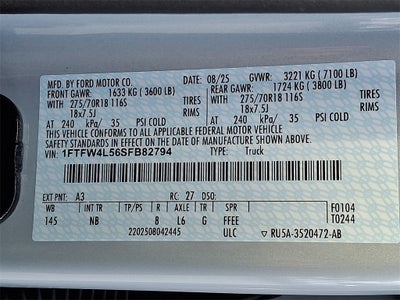 MFD. BY FORD MOTOR CO. 08/25 GVWR: 3221 KG (7100 LB)
FRONT GAWR: 1633 KG (3600 LB) REAR GAWR: 1724 KG (3800 LB)
275/70R18 116S TIRES 275/70R18 116S TIRES
18x7.5J RIMS 18x7.5J RIMS
AT 240 kPa/ 35 PSI COLD AT 240 kPa/ 35 PSI COLD
THIS VEHICLE CONFORMS TO ALL APPLICABLE FEDERAL MOTOR VEHICLE
SAFETY STANDARDS IN EFFECT ON THE DATE OF MANUFACTURE SHOWN ABOVE.
VIN: 1FTFW4L56SFB82794 TYPE: Truck
EXT PNT: A3 RC: 27 DSO:
WB INT TR TP/PS R AXLE TR SPR F0104
145 NB B L6 G FFEE T0244
2202508042445 ULC RU5A-3520472-AB